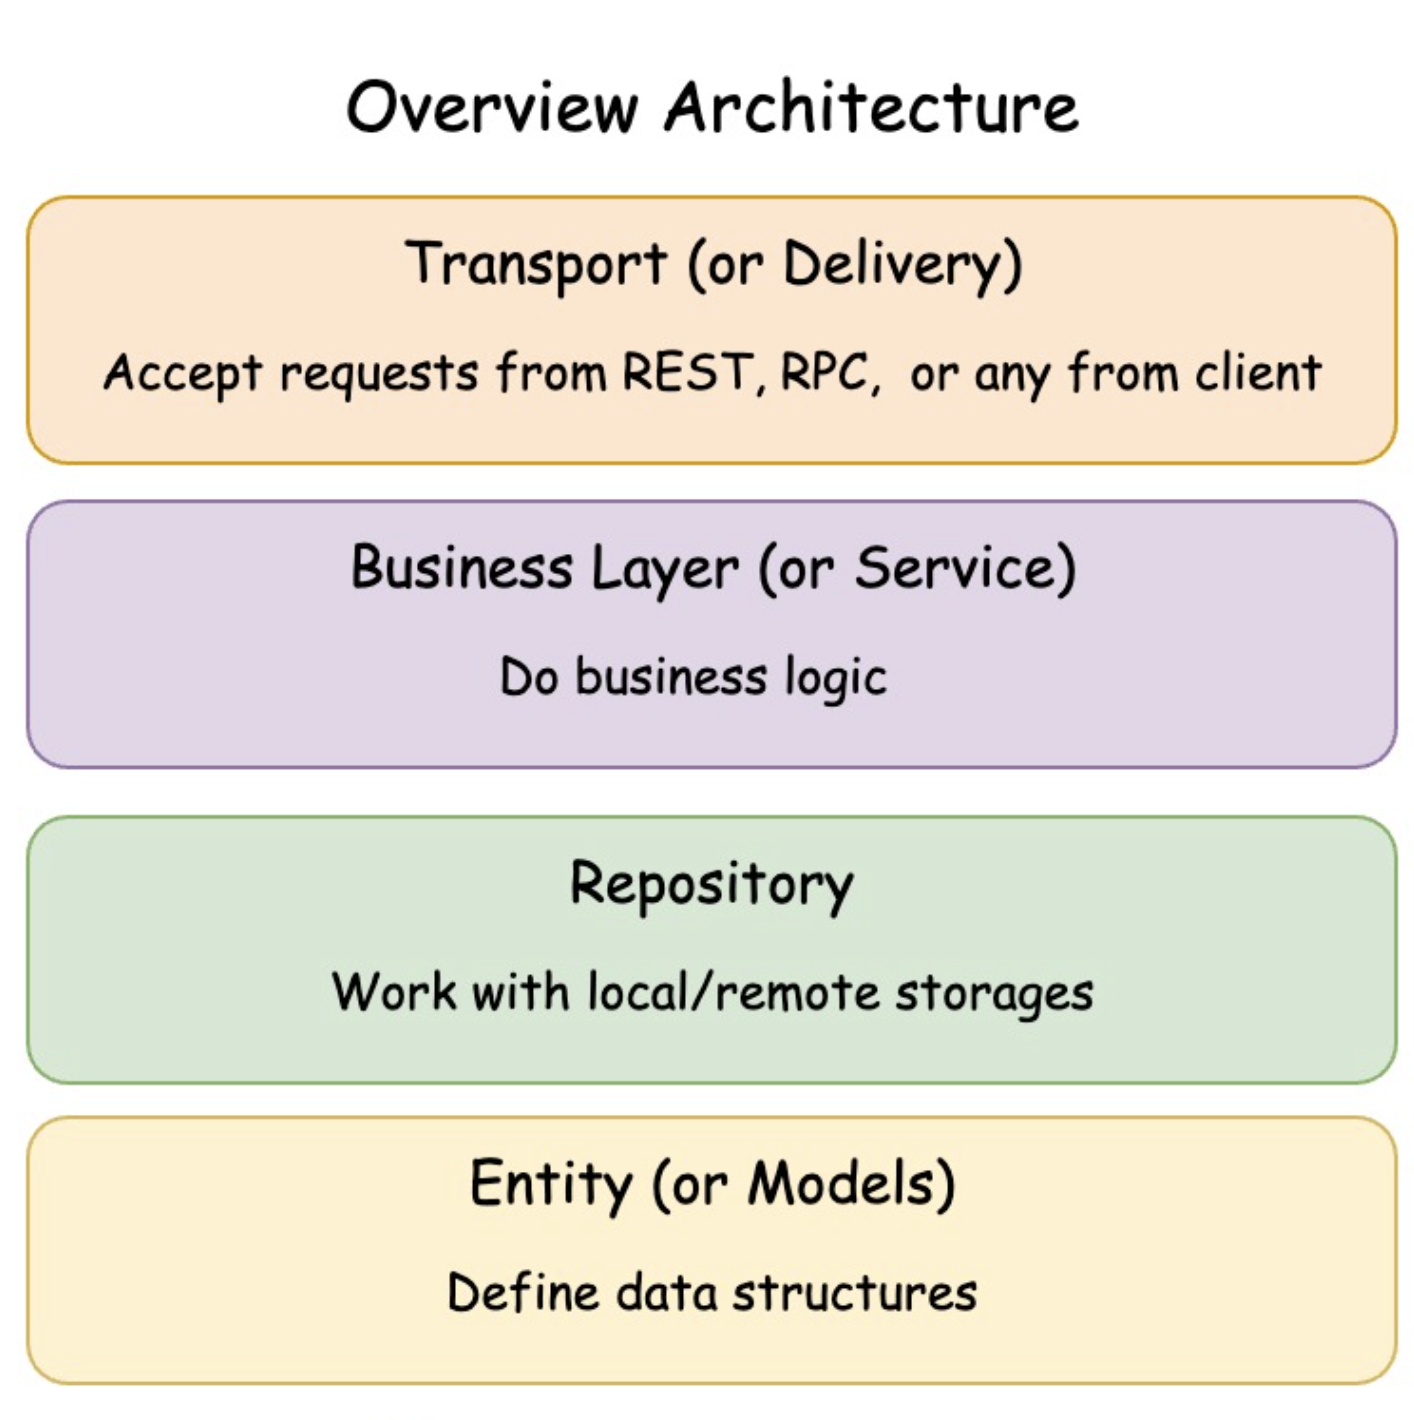 Overview Architecture
Transport (or Delivery)
Accept requests from REST, RPC, or any from client
Business Layer (or Service)
Do business logic
Repository
Work with local/remote storages
Entity (or Models)
Define data structures